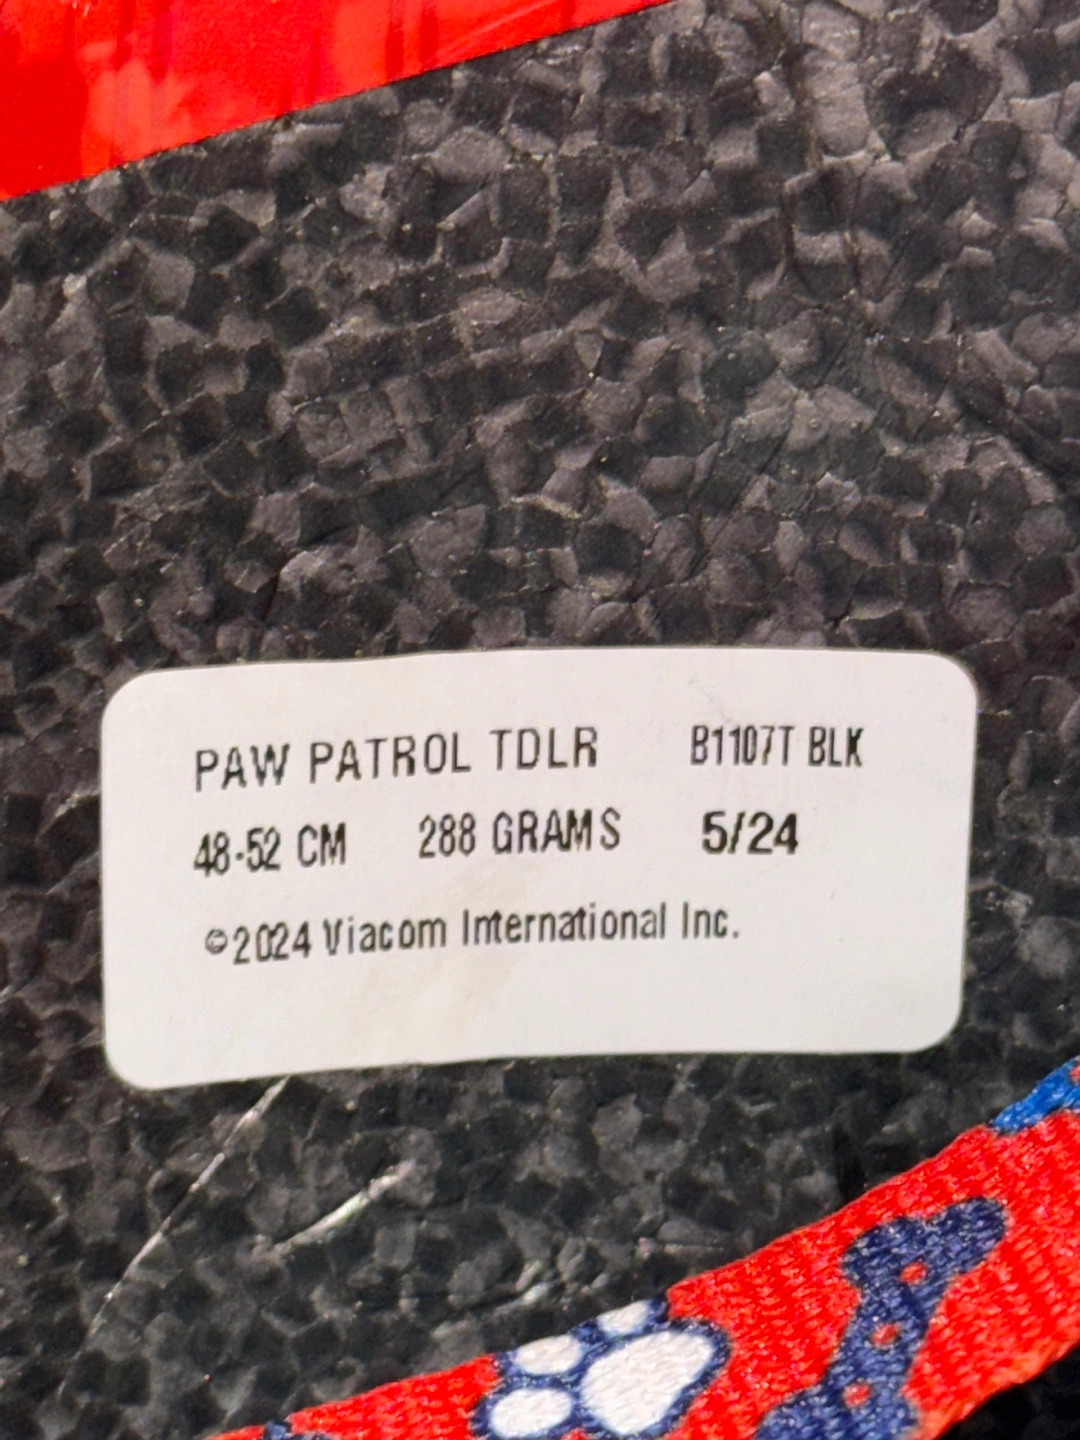 PAW PATROL TDLR B1107T BLK
48-52 CM 288 GRAMS 5/24
©2024 Viacom International Inc.